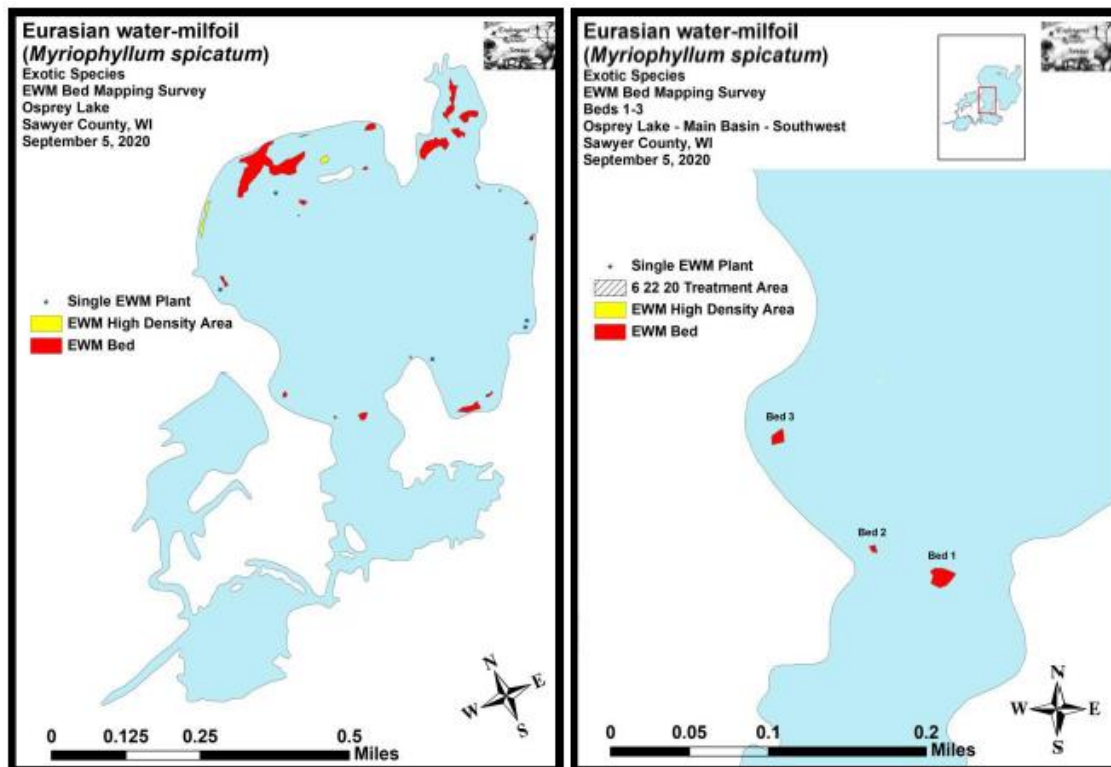 Eurasian water-milfoil
(Myriophyllum spicatum)
Exotic Species
EWM Bed Mapping Survey
Osprey Lake
Sawyer County, WI
September 5, 2020
Single EWM Plant
EWM High Density Area
EWM Bed
N
E
W
S
0 0.125 0.25 0.5
Miles
Eurasian water-milfoil
(Myriophyllum spicatum)
Exotic Species
EWM Bed Mapping Survey
Beds 1-3
Osprey Lake - Main Basin - Southwest
Sawyer County, WI
September 5, 2020
Single EWM Plant
6 22 20 Treatment Area
EWM High Density Area
EWM Bed
Bed 3
Bed 2
Bed 1
N
W E
S
0 0.05 0.1 0.2
Miles